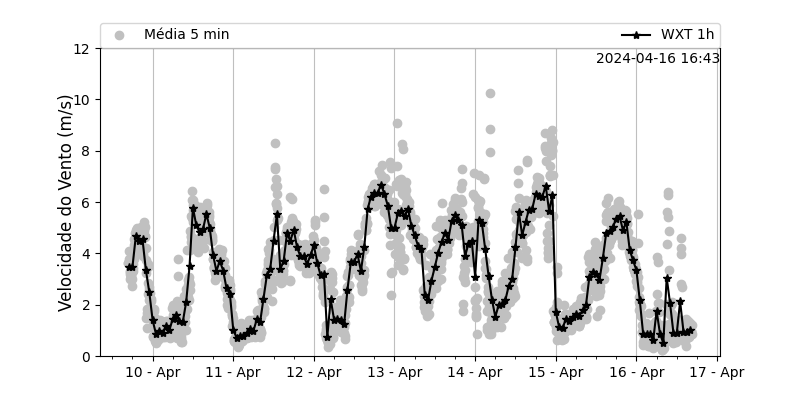 Média 5 min WXT 1h
2024-04-16 16:43
Velocidade do Vento (m/s)
12
10
8
6
4
2
0
10 - Apr 11 - Apr 12 - Apr 13 - Apr 14 - Apr 15 - Apr 16 - Apr 17 - Apr